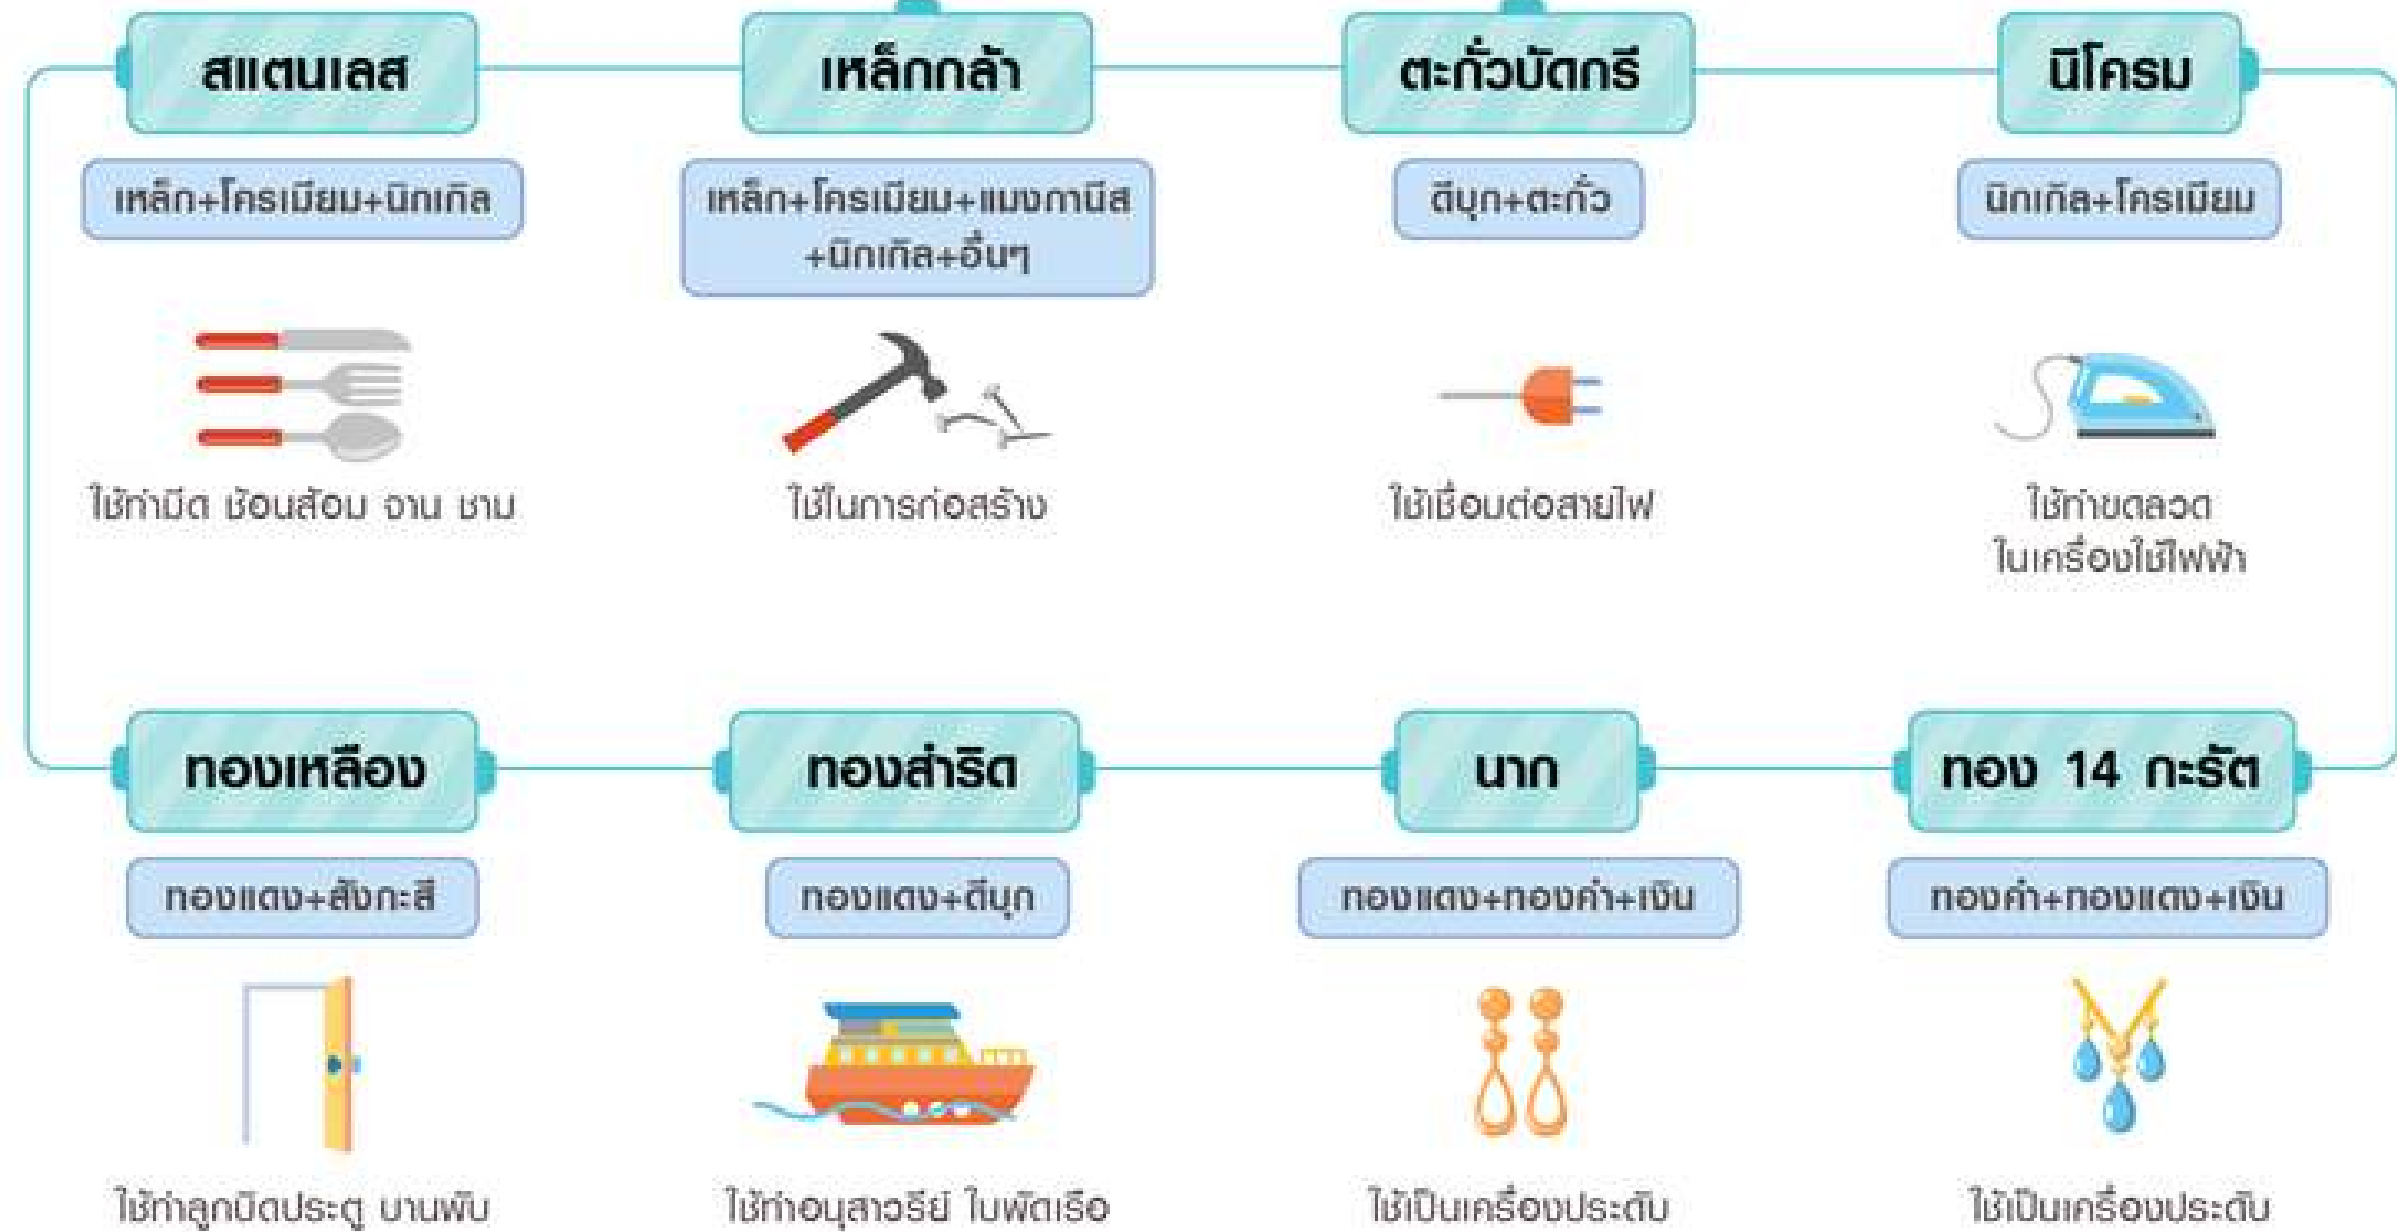 สแตนเลส
เหล็กกล้า
ตะกั่วบัดกรี
นิโครม
เหล็ก+โครเมียม+นิกเกิล
เหล็ก+โครเมียม+แมงกานีส
+นิกเกิล+อื่นๆ
ดีบุก+ตะกั่ว
นิกเกิล+โครเมียม
ใช้ทำมีด ช้อนส้อม จาน ชาม
ใช้ในการก่อสร้าง
ใช้เชื่อมต่อสายไฟ
ใช้ทำขดลวด
ในเครื่องใช้ไฟฟ้า
ทองเหลือง
ทองสำริด
นาก
ทอง 14 กะรัต
ทองแดง+สังกะสี
ทองแดง+ดีบุก
ทองแดง+ทองคำ+เงิน
ทองคำ+ทองแดง+เงิน
ใช้ทำลูกบิดประตู บานพับ
ใช้ทำอนุสาวรีย์ ใบพัดเรือ
ใช้เป็นเครื่องประดับ
ใช้เป็นเครื่องประดับ